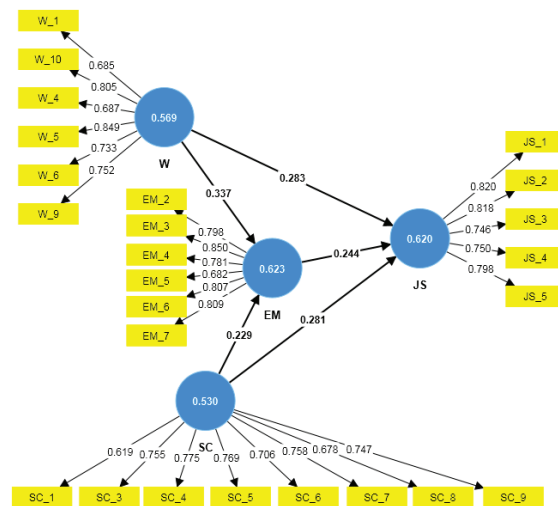 W_1
W_10
W_4
W_5
W_6
W_9
0.685
0.805
0.687
0.849
0.733
0.752
0.569
W
0.337
0.283
EM_2
EM_3
EM_4
EM_5
EM_6
EM_7
0.798
0.850
0.781
0.682
0.807
0.809
0.623
EM
0.244
0.229
0.281
JS_1
JS_2
JS_3
JS_4
JS_5
0.820
0.818
0.746
0.750
0.798
0.620
JS
0.530
SC
0.619
0.755
0.775
0.769
0.706
0.758
0.678
0.747
SC_1
SC_3
SC_4
SC_5
SC_6
SC_7
SC_8
SC_9